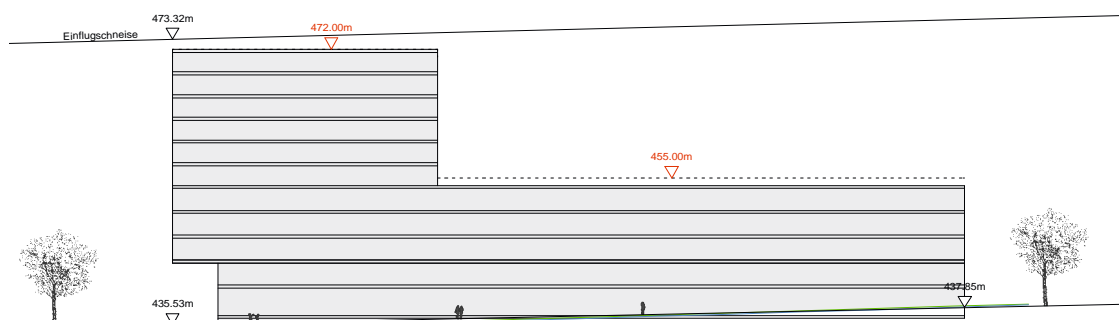 473.32m
472.00m
Einflugschneise
455.00m
437.85m
435.53m